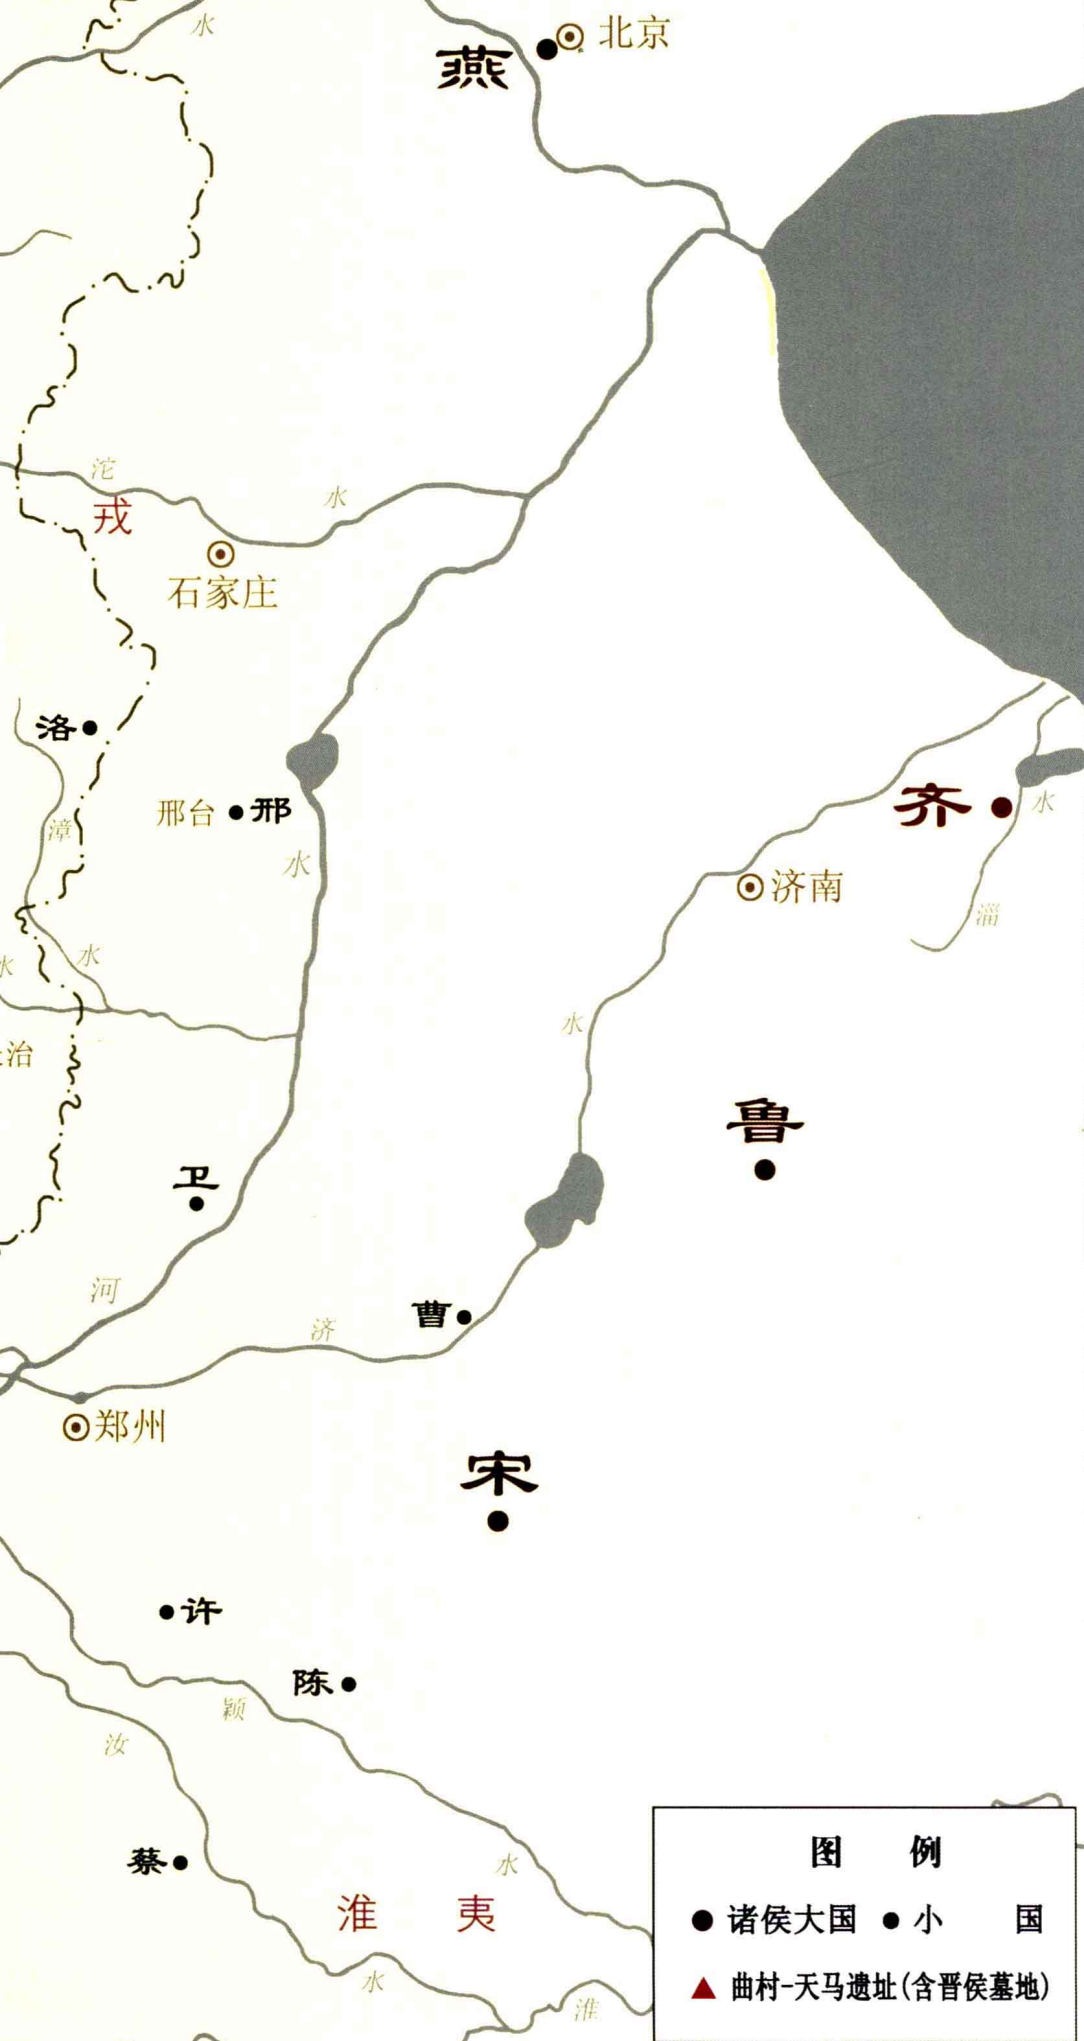 水
北京
燕
沱
水
戎
石家庄
洛
邢台
邢
漳
水
齐
水
济南
淄
水
水
水
治
鲁
卫
河
曹
济
郑州
宋
许
陈
颍
汝
蔡
水
淮 夷
水
淮
图 例
诸侯大国
小 国
曲村-天马遗址(含晋侯墓地)